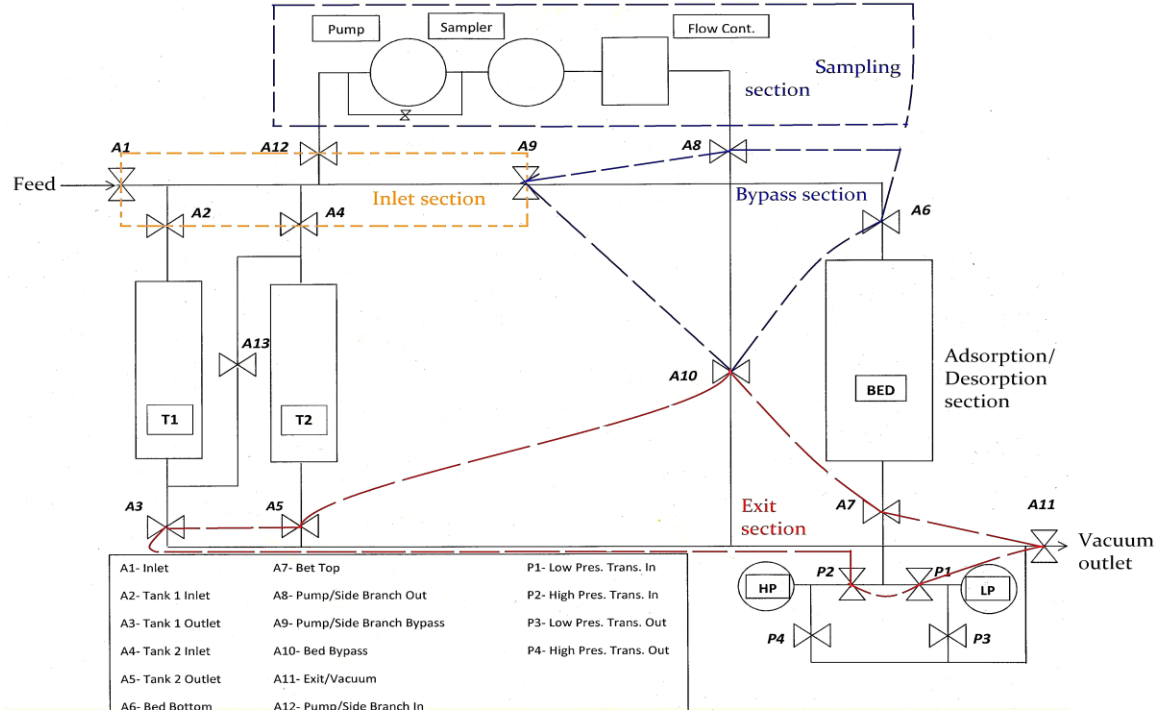 Pump
Sampler
Flow Cont.
Sampling
section
A1
A12
A9
A8
Feed
Inlet section
Bypass section
A2
A4
A6
A13
A10
Adsorption/
Desorption
section
T1
T2
BED
A3
A5
Exit
section
A7
A11
Vacuum
outlet
P2
P1
HP
LP
P4
P3
A1- Inlet
A2- Tank 1 Inlet
A3- Tank 1 Outlet
A4- Tank 2 Inlet
A5- Tank 2 Outlet
A6- Bed Bottom
A7- Bet Top
A8- Pump/Side Branch Out
A9- Pump/Side Branch Bypass
A10- Bed Bypass
A11- Exit/Vacuum
A12- Pump/Side Branch In
P1- Low Pres. Trans. In
P2- High Pres. Trans. In
P3- Low Pres. Trans. Out
P4- High Pres. Trans. Out